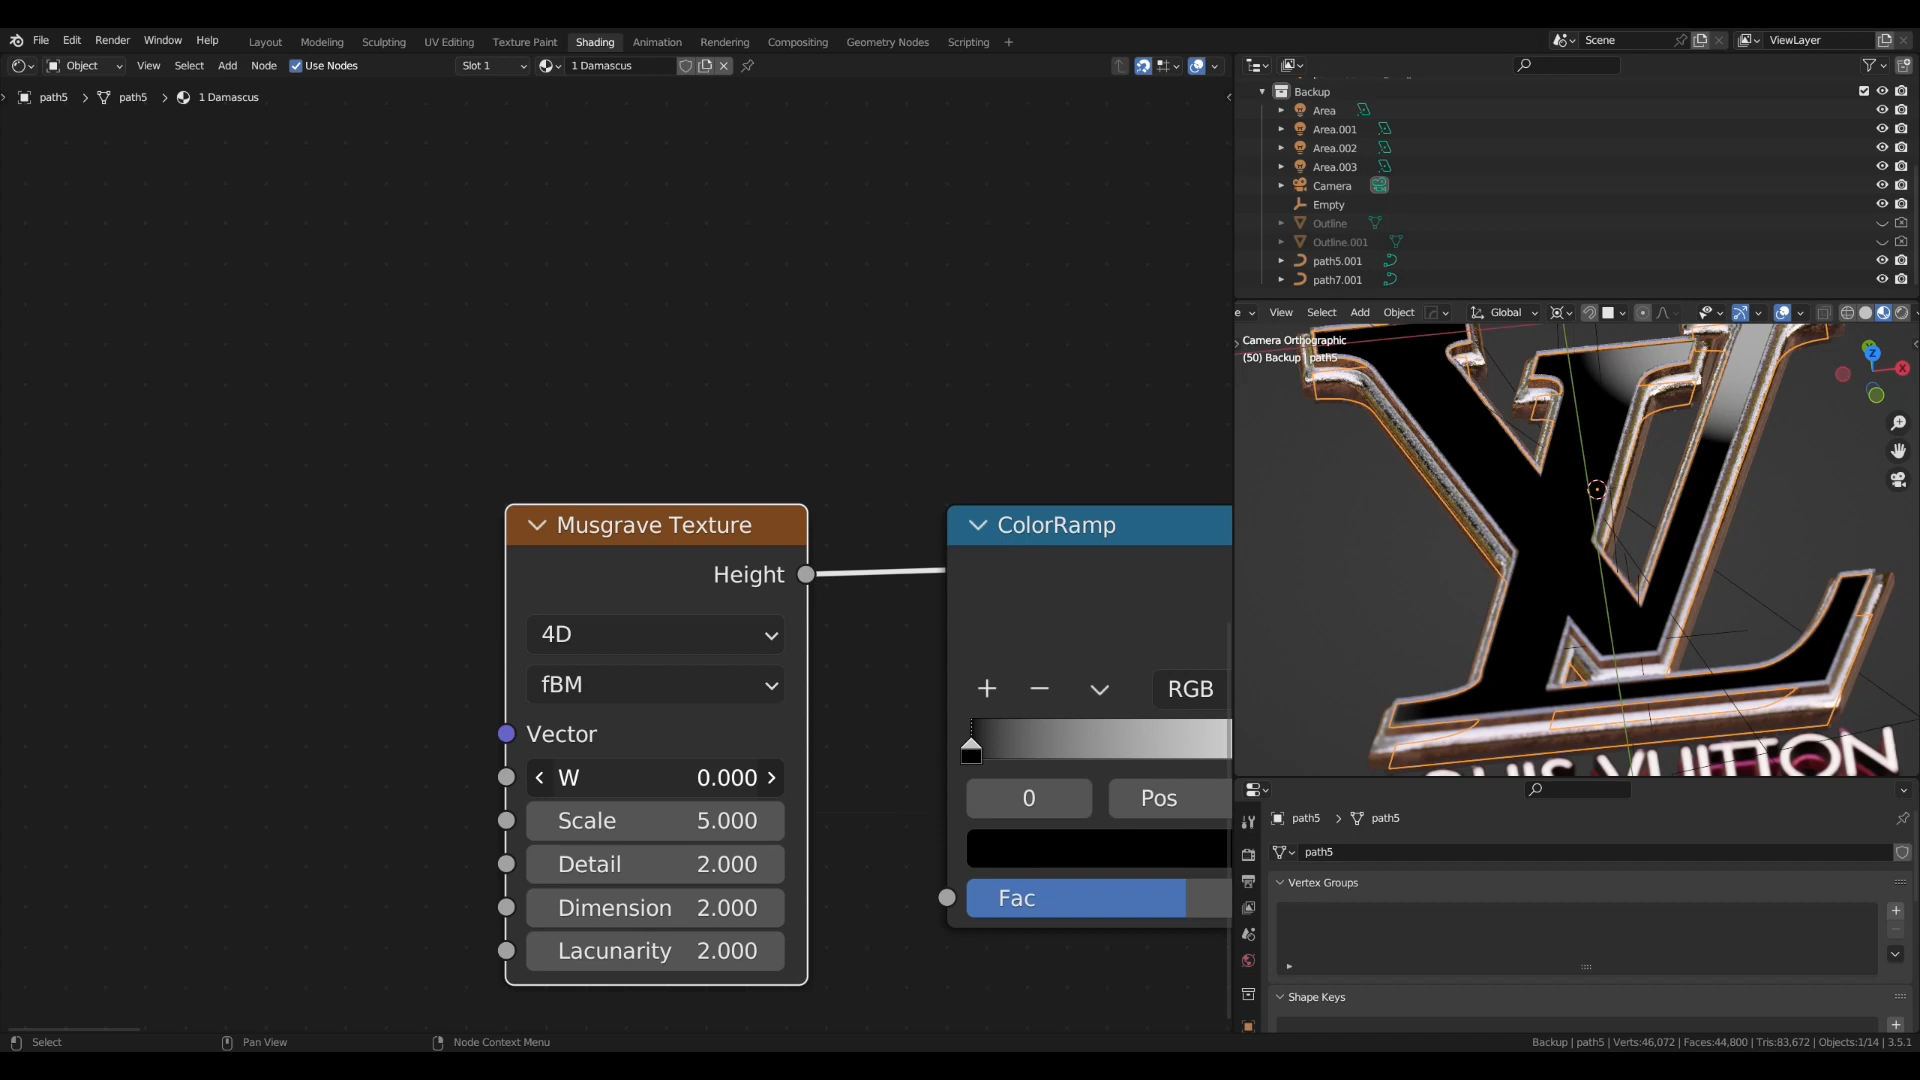 File Edit Render Window Help Layout Modeling Sculpting UV Editing Texture Paint Shading Animation Rendering Compositing Geometry Nodes Scripting + Scene ViewLayer
Object View Select Add Node Use Nodes Slot 1 1 Damascus
path5 > path5 > 1 Damascus
Backup
Area
Area.001
Area.002
Area.003
Camera
Empty
Outline
Outline.001
path5.001
path7.001
View Select Add Object Global
Camera Orthographic
(50) Backup | path5
Z
X
VUITTON
Musgrave Texture
Height
4D
fBM
Vector
W 0.000
Scale 5.000
Detail 2.000
Dimension 2.000
Lacunarity 2.000
ColorRamp
RGB
0 Pos
Fac
path5 > path5
path5
Vertex Groups
Shape Keys
Select Pan View Node Context Menu Backup | path5 | Verts:46,072 | Faces:44,800 | Tris:83,672 | Objects:1/14 | 3.5.1